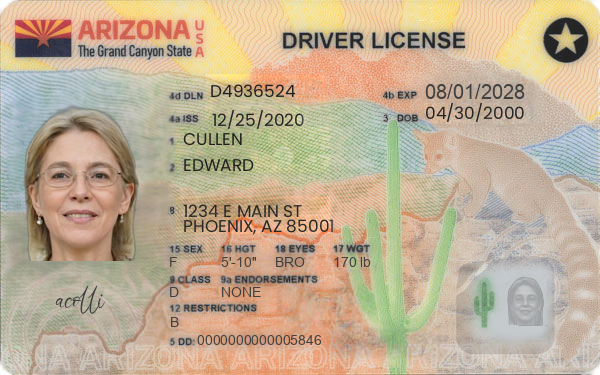 ARIZONA USA
The Grand Canyon State
DRIVER LICENSE
4d DLN D4936524
4b EXP 08/01/2028
4a ISS 12/25/2020
3 DOB 04/30/2000
1 CULLEN
2 EDWARD
8 1234 E MAIN ST
PHOENIX, AZ 85001
15 SEX 16 HGT 18 EYES 17 WGT
F 5'-10" BRO 170 lb
9 CLASS 9a ENDORSEMENTS
D NONE
12 RESTRICTIONS
B
5 DD: 0000000000005846
ARIZONA ARIZONA ARIZONA ARIZONA